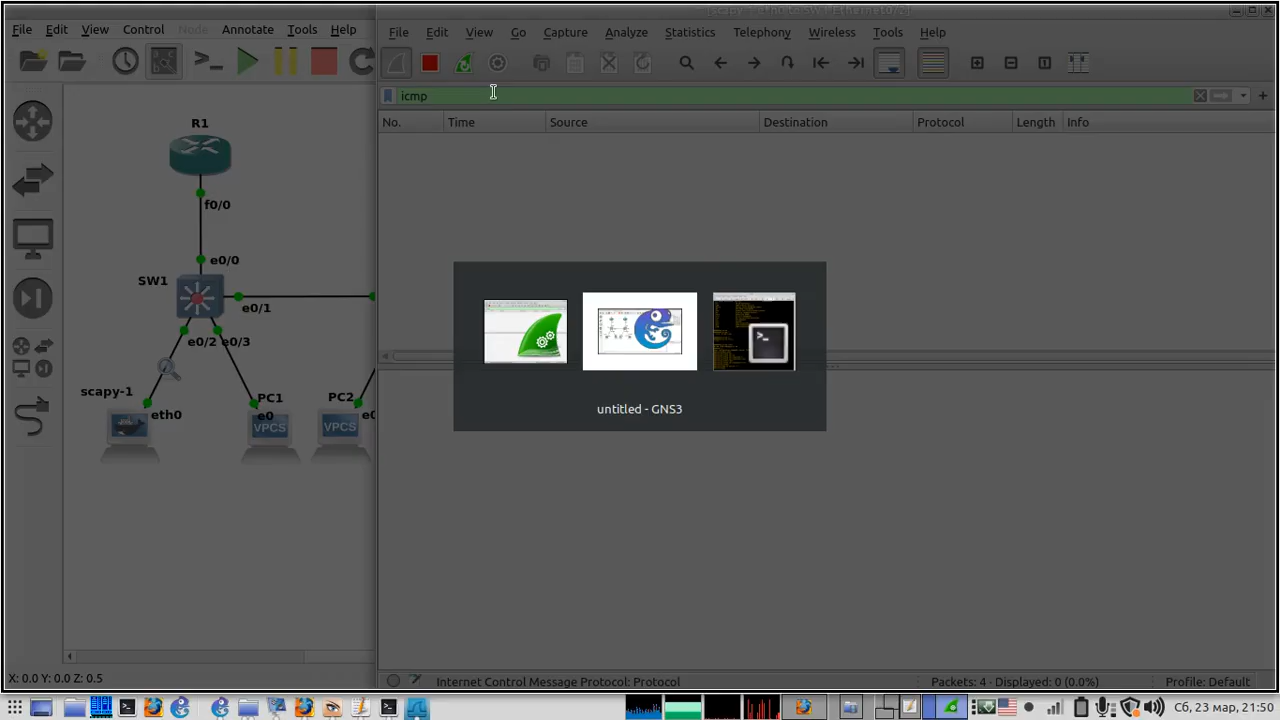 File Edit View Control Node Annotate Tools Help
File Edit View Go Capture Analyze Statistics Telephony Wireless Tools Help
icmp
No. Time Source Destination Protocol Length Info
R1
f0/0
e0/0
SW1
e0/1
e0/2 e0/3
scapy-1
eth0
PC1
e0
VPCS
PC2
VPCS
untitled - GNS3
X: 0.0 Y: 0.0 Z: 0.5
Internet Control Message Protocol: Protocol
Packets: 4 · Displayed: 0 (0.0%)
Profile: Default
Сб, 23 мар, 21:50